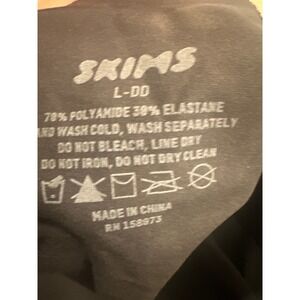 SKIMS
L-DD
70% POLYAMIDE 30% ELASTANE
ND WASH COLD, WASH SEPARATELY
DO NOT BLEACH, LINE DRY
DO NOT IRON, DO NOT DRY CLEAN
MADE IN CHINA
RN 158973